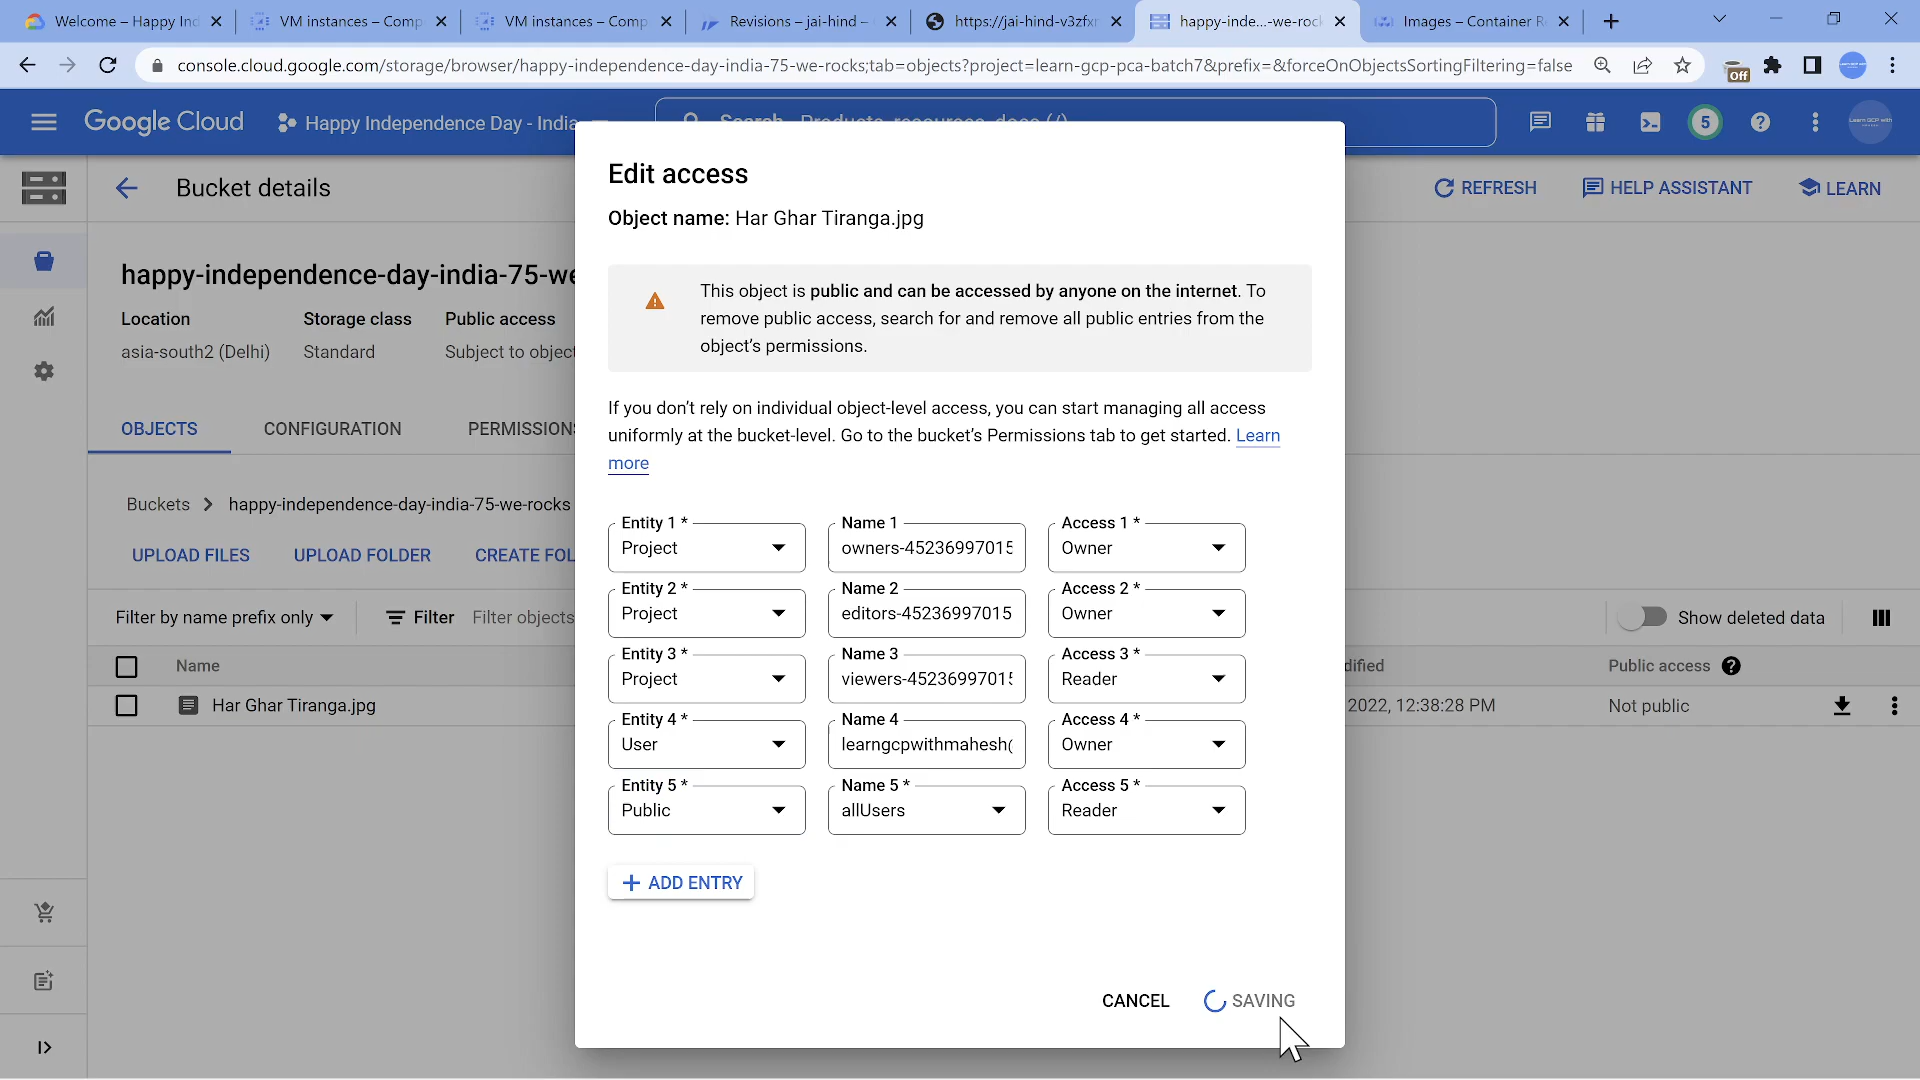 Welcome – Happy Ind
VM instances – Comp
VM instances – Comp
Revisions – jai-hind –
https://jai-hind-v3zfxn
happy-inde...-we-rock
Images – Container R
console.cloud.google.com/storage/browser/happy-independence-day-india-75-we-rocks;tab=objects?project=learn-gcp-pca-batch7&prefix=&forceOnObjectsSortingFiltering=false
Off
Google Cloud
Happy Independence Day - India
Search Products, resources, docs (/)
5
Bucket details
REFRESH
HELP ASSISTANT
LEARN
happy-independence-day-india-75-we
Location
Storage class
Public access
asia-south2 (Delhi)
Standard
Subject to object
OBJECTS
CONFIGURATION
PERMISSIONS
Buckets
happy-independence-day-india-75-we-rocks
UPLOAD FILES
UPLOAD FOLDER
CREATE FOL
Filter by name prefix only
Filter
Filter objects
Show deleted data
Name
dified
Public access
Har Ghar Tiranga.jpg
2022, 12:38:28 PM
Not public
Edit access
Object name: Har Ghar Tiranga.jpg
This object is public and can be accessed by anyone on the internet. To
remove public access, search for and remove all public entries from the
object’s permissions.
If you don’t rely on individual object-level access, you can start managing all access
uniformly at the bucket-level. Go to the bucket’s Permissions tab to get started. Learn
more
Entity 1 *
Name 1
Access 1 *
Project
owners-45236997015
Owner
Entity 2 *
Name 2
Access 2 *
Project
editors-45236997015
Owner
Entity 3 *
Name 3
Access 3 *
Project
viewers-45236997015
Reader
Entity 4 *
Name 4
Access 4 *
User
learngcpwithmahesh(
Owner
Entity 5 *
Name 5 *
Access 5 *
Public
allUsers
Reader
ADD ENTRY
CANCEL
SAVING